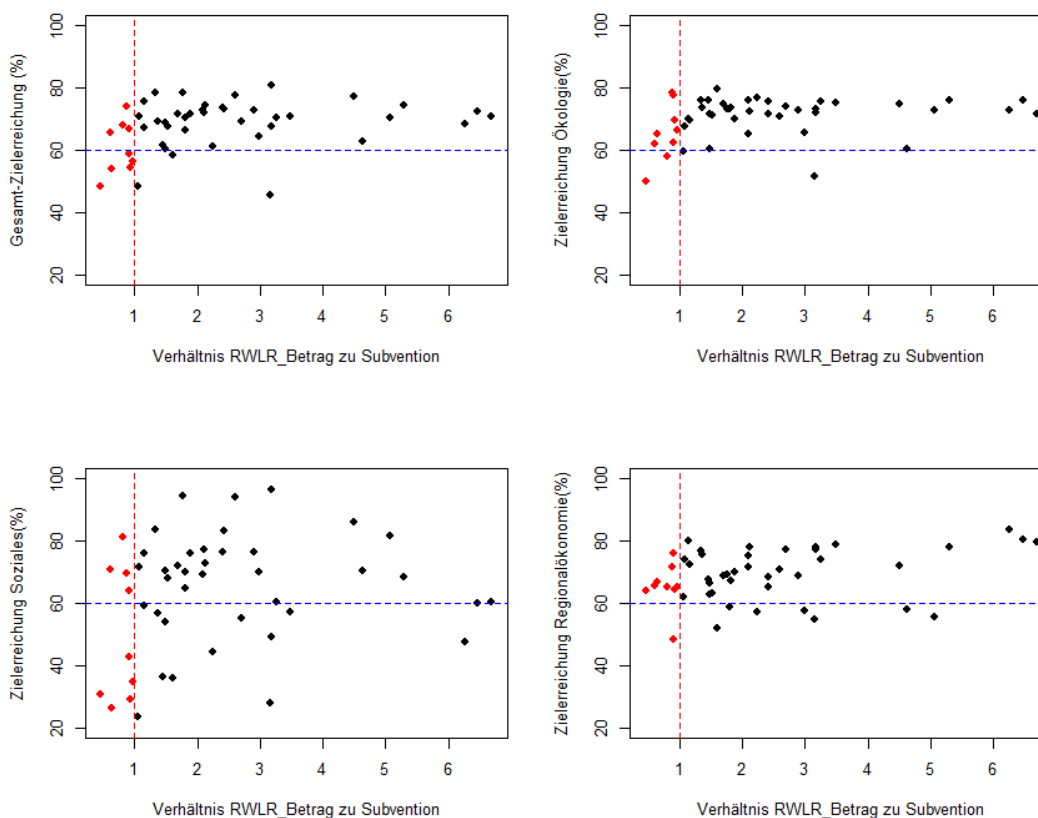 Gesamt-Zielerreichung (%)
100
80
60
40
20
1 2 3 4 5 6
Verhältnis RWLR_Betrag zu Subvention
Zielerreichung Ökologie(%)
100
80
60
40
20
1 2 3 4 5 6
Verhältnis RWLR_Betrag zu Subvention
Zielerreichung Soziales(%)
100
80
60
40
20
1 2 3 4 5 6
Verhältnis RWLR_Betrag zu Subvention
Zielerreichung Regionalökonomie(%)
100
80
60
40
20
1 2 3 4 5 6
Verhältnis RWLR_Betrag zu Subvention